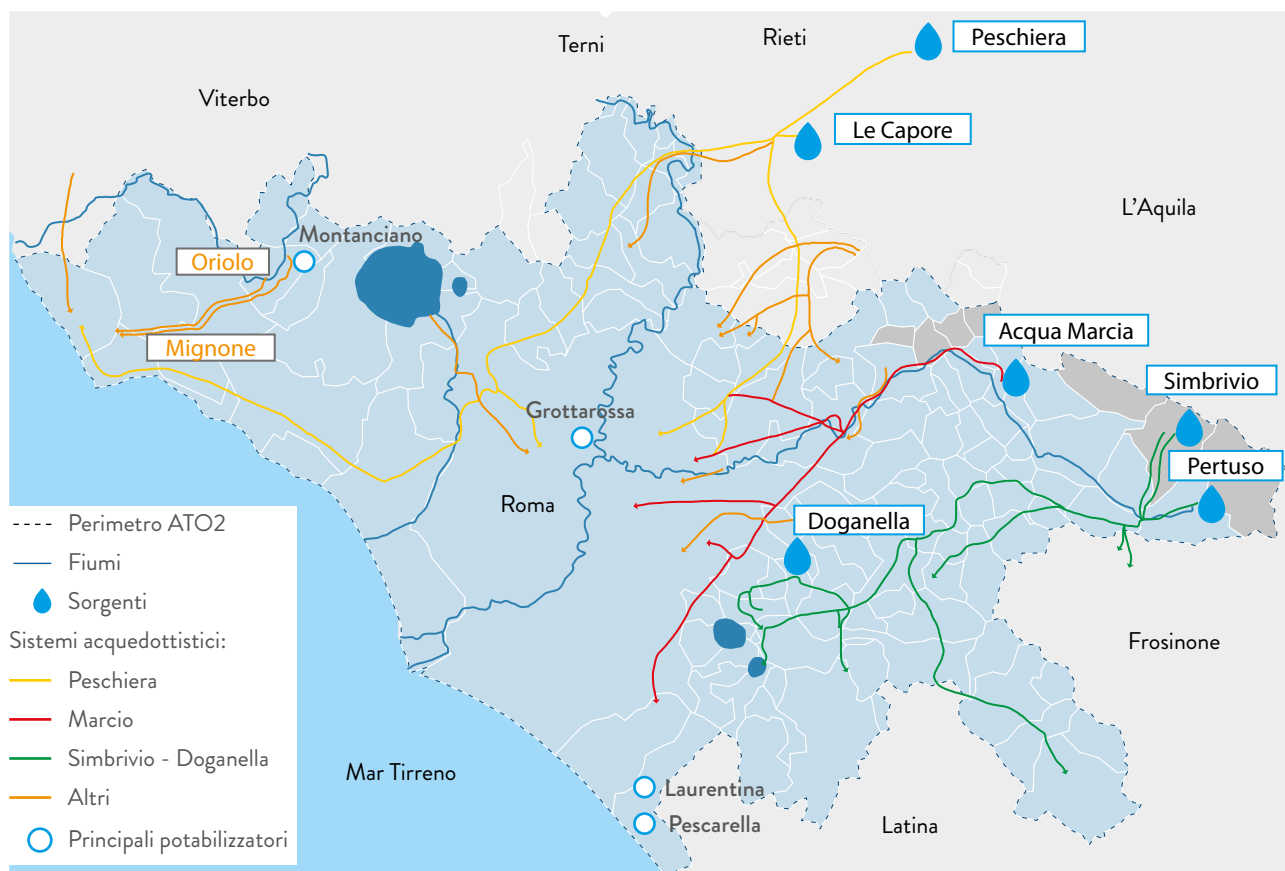 Terni
Rieti
Peschiera
Viterbo
Le Capore
L'Aquila
Montanciano
Oriolo
Mignone
Acqua Marcia
Simbrivio
Grottarossa
Pertuso
Roma
Doganella
Frosinone
Mar Tirreno
Laurentina
Pescarella
Latina
Perimetro ATO2
Fiumi
Sorgenti
Sistemi acquedottistici:
Peschiera
Marcio
Simbrivio - Doganella
Altri
Principali potabilizzatori